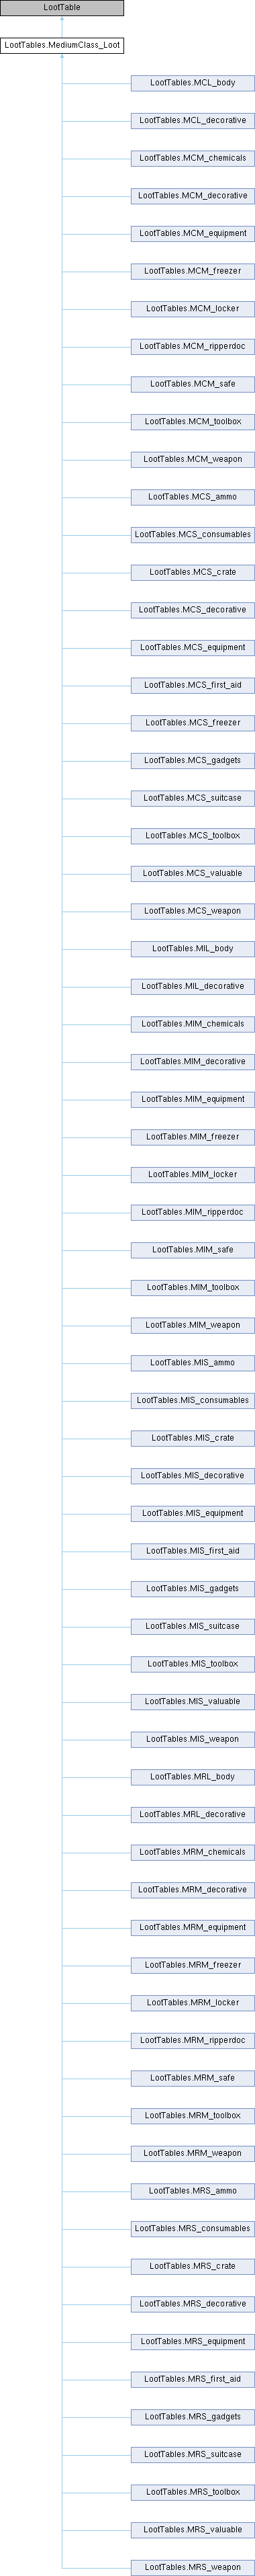 LootTable
LootTables.MediumClass_Loot
LootTables.MCL_body
LootTables.MCL_decorative
LootTables.MCM_chemicals
LootTables.MCM_decorative
LootTables.MCM_equipment
LootTables.MCM_freezer
LootTables.MCM_locker
LootTables.MCM_ripperdoc
LootTables.MCM_safe
LootTables.MCM_toolbox
LootTables.MCM_weapon
LootTables.MCS_ammo
LootTables.MCS_consumables
LootTables.MCS_crate
LootTables.MCS_decorative
LootTables.MCS_equipment
LootTables.MCS_first_aid
LootTables.MCS_freezer
LootTables.MCS_gadgets
LootTables.MCS_suitcase
LootTables.MCS_toolbox
LootTables.MCS_valuable
LootTables.MCS_weapon
LootTables.MIL_body
LootTables.MIL_decorative
LootTables.MIM_chemicals
LootTables.MIM_decorative
LootTables.MIM_equipment
LootTables.MIM_freezer
LootTables.MIM_locker
LootTables.MIM_ripperdoc
LootTables.MIM_safe
LootTables.MIM_toolbox
LootTables.MIM_weapon
LootTables.MIS_ammo
LootTables.MIS_consumables
LootTables.MIS_crate
LootTables.MIS_decorative
LootTables.MIS_equipment
LootTables.MIS_first_aid
LootTables.MIS_gadgets
LootTables.MIS_suitcase
LootTables.MIS_toolbox
LootTables.MIS_valuable
LootTables.MIS_weapon
LootTables.MRL_body
LootTables.MRL_decorative
LootTables.MRM_chemicals
LootTables.MRM_decorative
LootTables.MRM_equipment
LootTables.MRM_freezer
LootTables.MRM_locker
LootTables.MRM_ripperdoc
LootTables.MRM_safe
LootTables.MRM_toolbox
LootTables.MRM_weapon
LootTables.MRS_ammo
LootTables.MRS_consumables
LootTables.MRS_crate
LootTables.MRS_decorative
LootTables.MRS_equipment
LootTables.MRS_first_aid
LootTables.MRS_gadgets
LootTables.MRS_suitcase
LootTables.MRS_toolbox
LootTables.MRS_valuable
LootTables.MRS_weapon